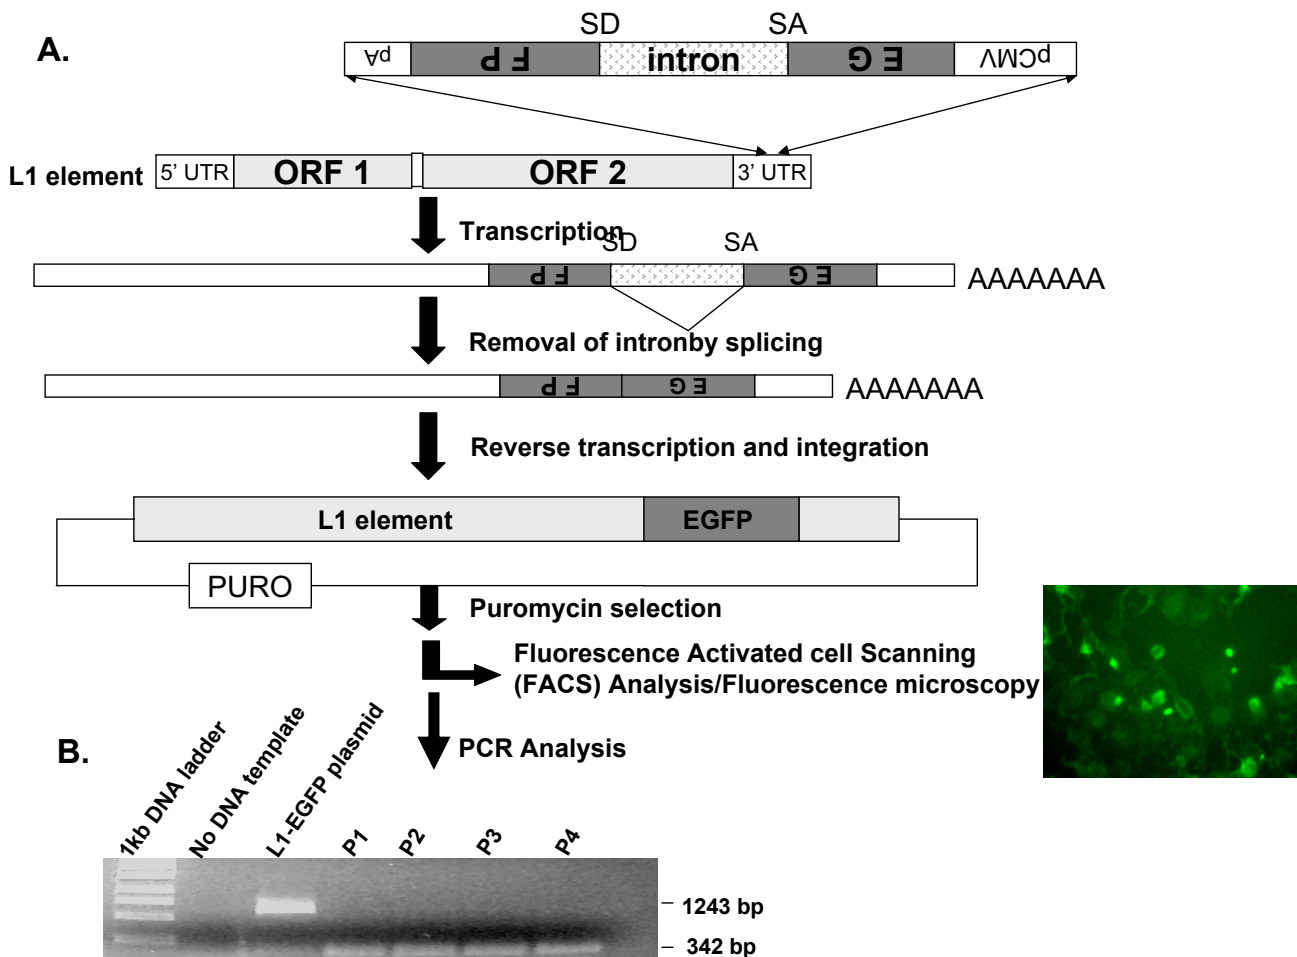 A.
SD SA
pA F P intron E G pCMV
L1 element 5' UTR ORF 1 ORF 2 3' UTR
Transcription
SD SA
F P E G AAAAAAA
Removal of intronby splicing
F P E G AAAAAAA
Reverse transcription and integration
L1 element EGFP
PURO
Puromycin selection
Fluorescence Activated cell Scanning
(FACS) Analysis/Fluorescence microscopy
PCR Analysis
B.
1kb DNA ladder
No DNA template
L1-EGFP plasmid
P1 P2 P3 P4
1243 bp
342 bp